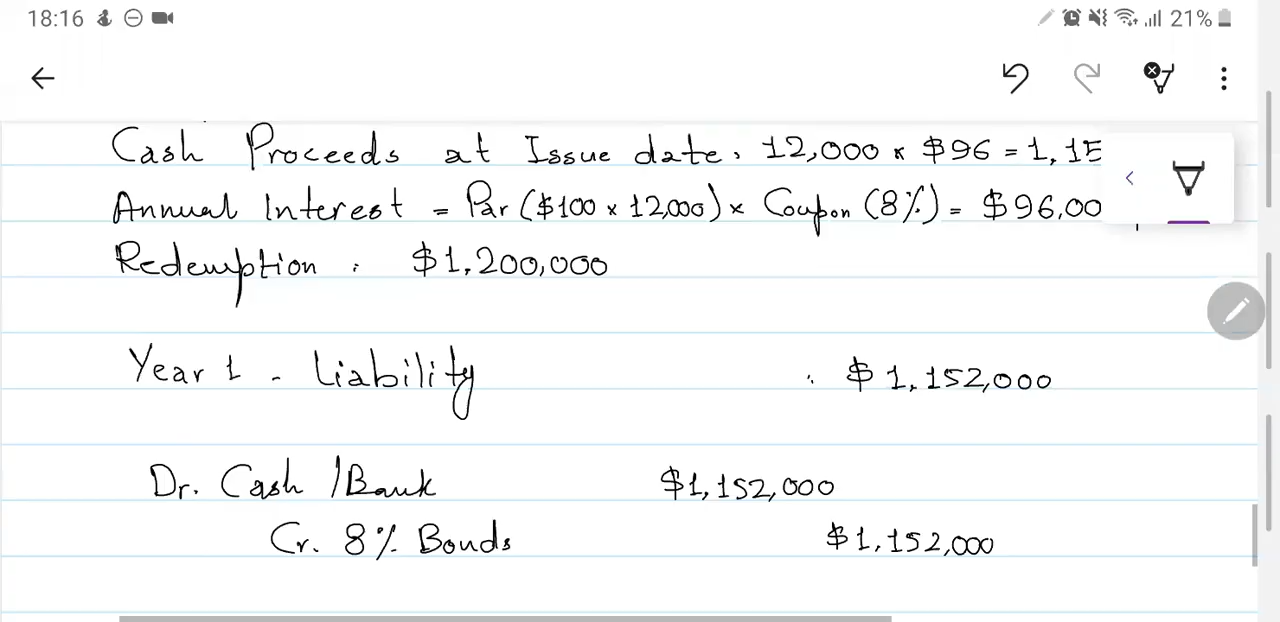 18:16 21%
Cash Proceeds at Issue date: 12,000 × $96 = 1,15
Annual Interest = Par ($100 × 12,000) × Coupon (8%) = $96,00
Redemption : $1,200,000
Year 1 - Liability : $1,152,000
Dr. Cash /Bank $1,152,000
Cr. 8% Bonds $1,152,000